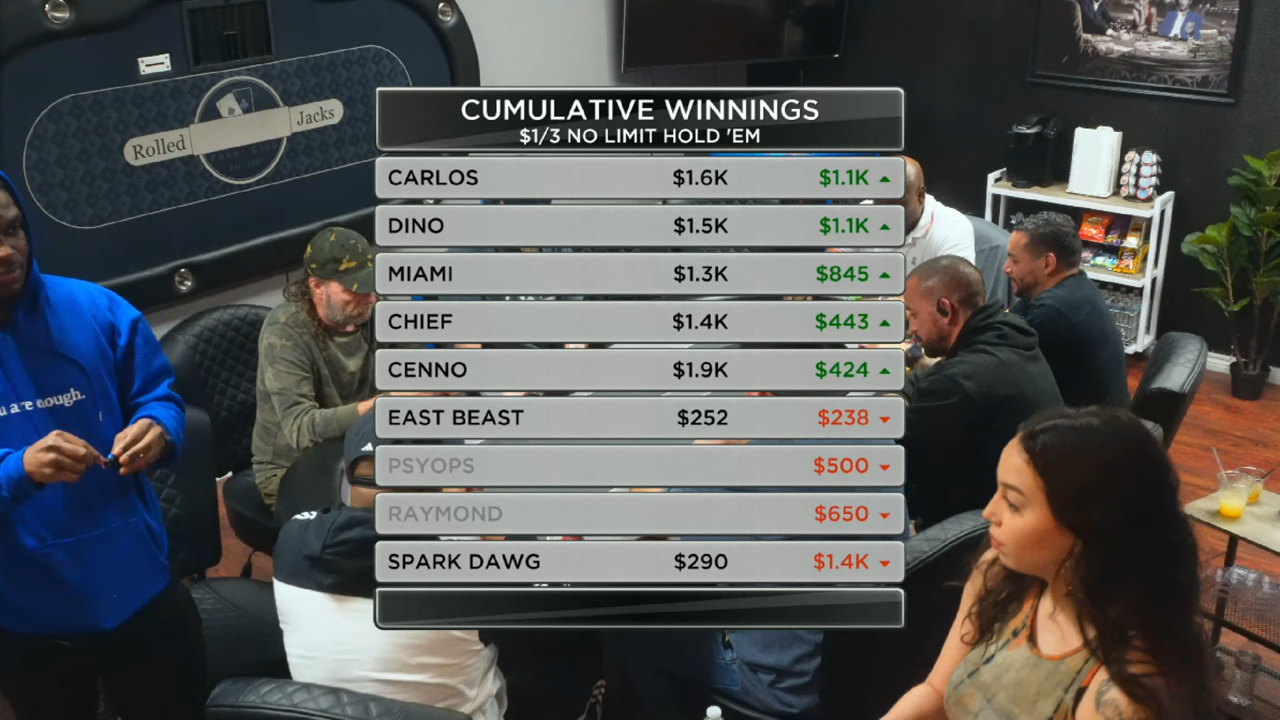 Rolled Jacks
CUMULATIVE WINNINGS
$1/3 NO LIMIT HOLD 'EM
CARLOS $1.6K $1.1K
DINO $1.5K $1.1K
MIAMI $1.3K $845
CHIEF $1.4K $443
CENNO $1.9K $424
EAST BEAST $252 $238
PSYOPS $500
RAYMOND $650
SPARK DAWG $290 $1.4K
u are enough.